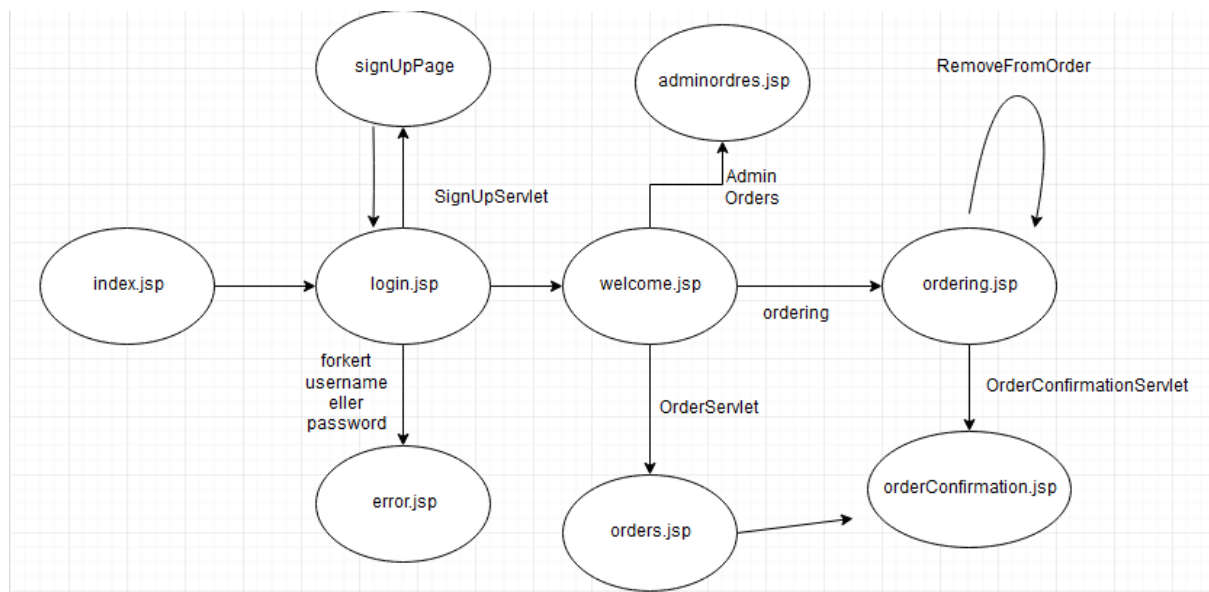 signUpPage
adminordres.jsp
RemoveFromOrder
Admin
Orders
SignUpServlet
index.jsp
login.jsp
welcome.jsp
ordering.jsp
ordering
forkert
username
eller
password
OrderServlet
OrderConfirmationServlet
error.jsp
orders.jsp
orderConfirmation.jsp